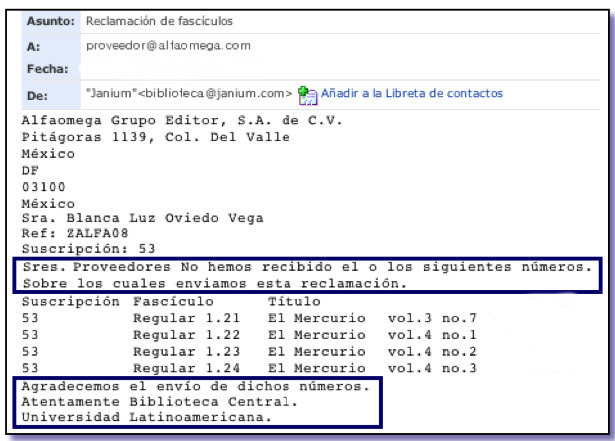 Asunto: Reclamación de fascículos
A: proveedor@alfaomega.com
Fecha:
De: "Janium"<biblioteca@janium.com> Añadir a la Libreta de contactos
Alfaomega Grupo Editor, S.A. de C.V.
Pitágoras 1139, Col. Del Valle
México
DF
03100
México
Sra. Blanca Luz Oviedo Vega
Ref: ZALFA08
Suscripción: 53
Sres. Proveedores No hemos recibido el o los siguientes números.
Sobre los cuales enviamos esta reclamación.
Suscripción Fascículo Título
53 Regular 1.21 El Mercurio vol.3 no.7
53 Regular 1.22 El Mercurio vol.4 no.1
53 Regular 1.23 El Mercurio vol.4 no.2
53 Regular 1.24 El Mercurio vol.4 no.3
Agradecemos el envío de dichos números.
Atentamente Biblioteca Central.
Universidad Latinoamericana.